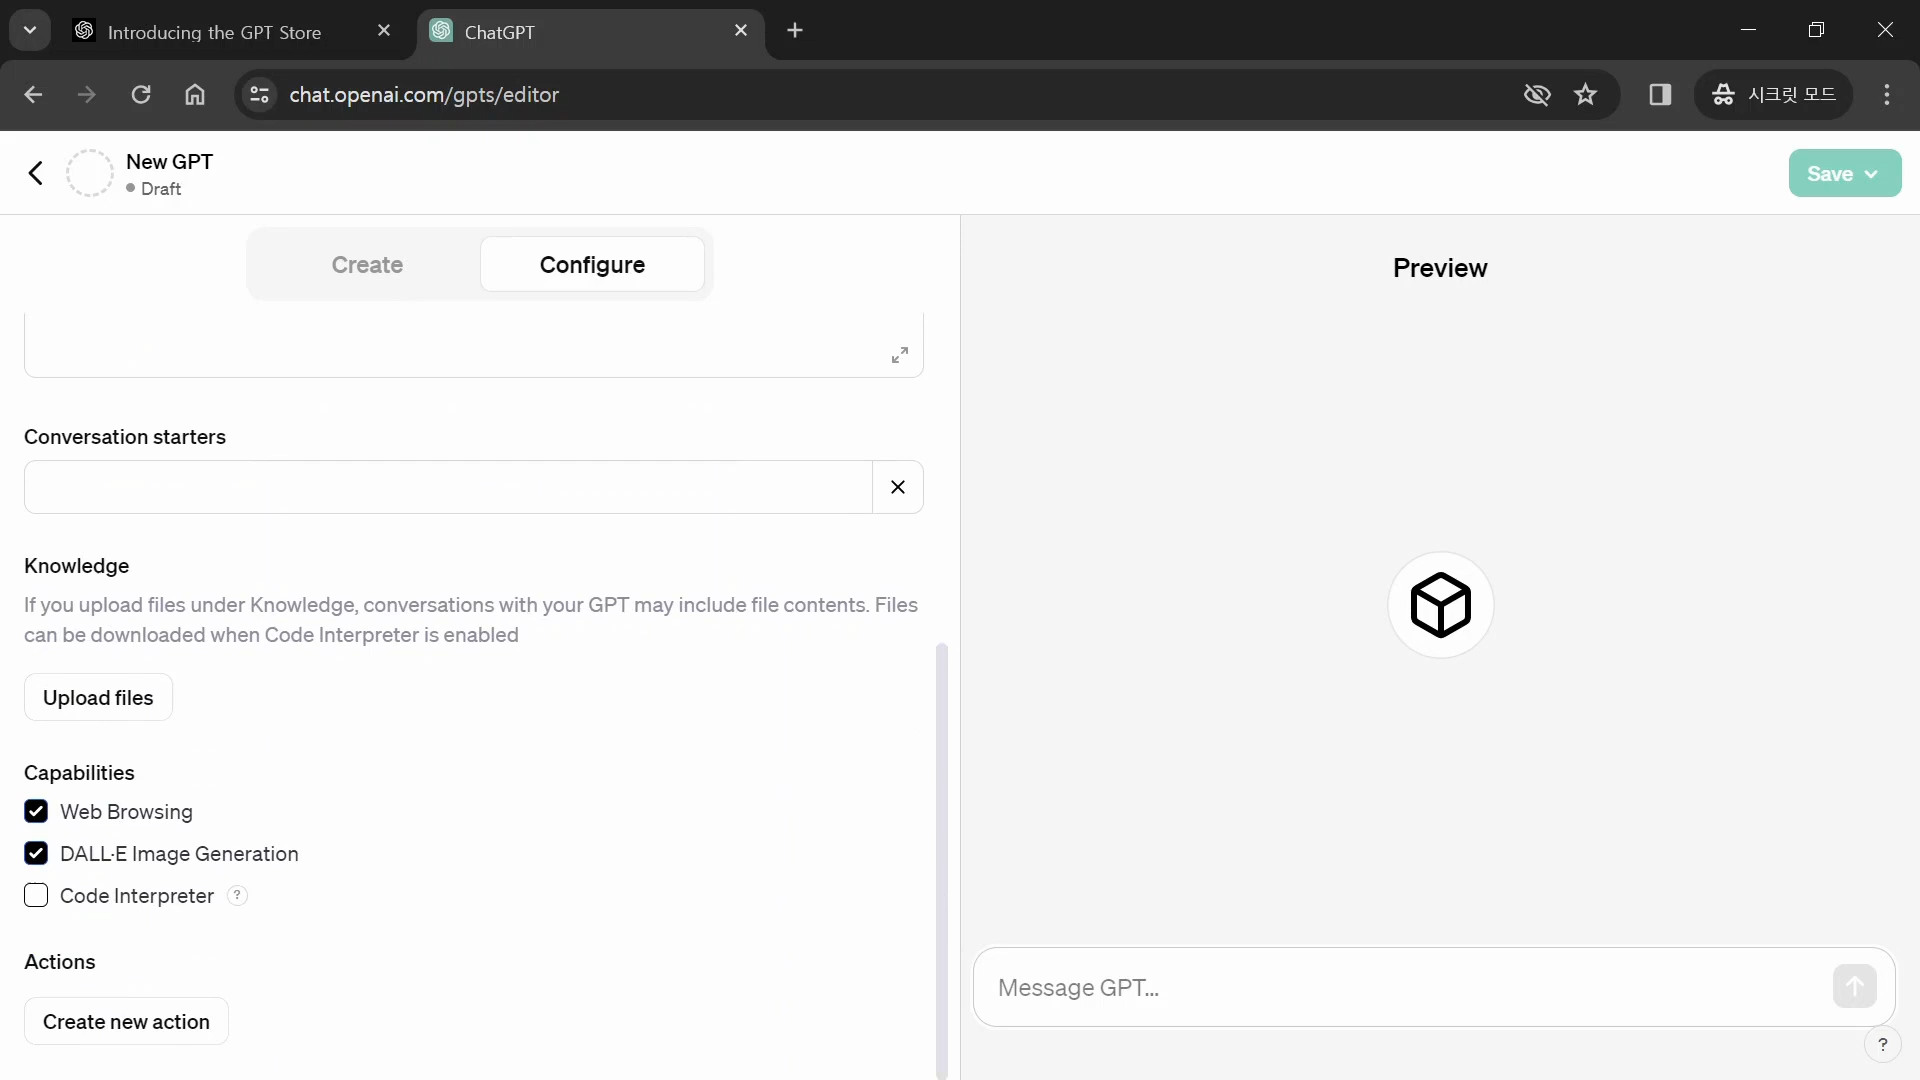 Introducing the GPT Store
ChatGPT
chat.openai.com/gpts/editor
시크릿 모드
New GPT
Draft
Save
Create
Configure
Preview
Conversation starters
Knowledge
If you upload files under Knowledge, conversations with your GPT may include file contents. Files
can be downloaded when Code Interpreter is enabled
Upload files
Capabilities
Web Browsing
DALL·E Image Generation
Code Interpreter ?
Actions
Create new action
Message GPT…
?